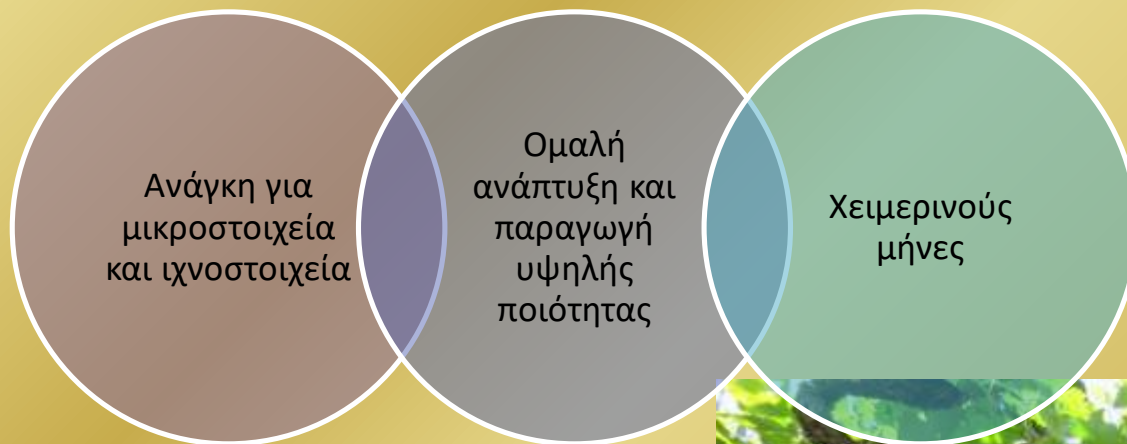 Ανάγκη για
μικροστοιχεία
και ιχνοστοιχεία
Ομαλή
ανάπτυξη και
παραγωγή
υψηλής
ποιότητας
Χειμερινούς
μήνες